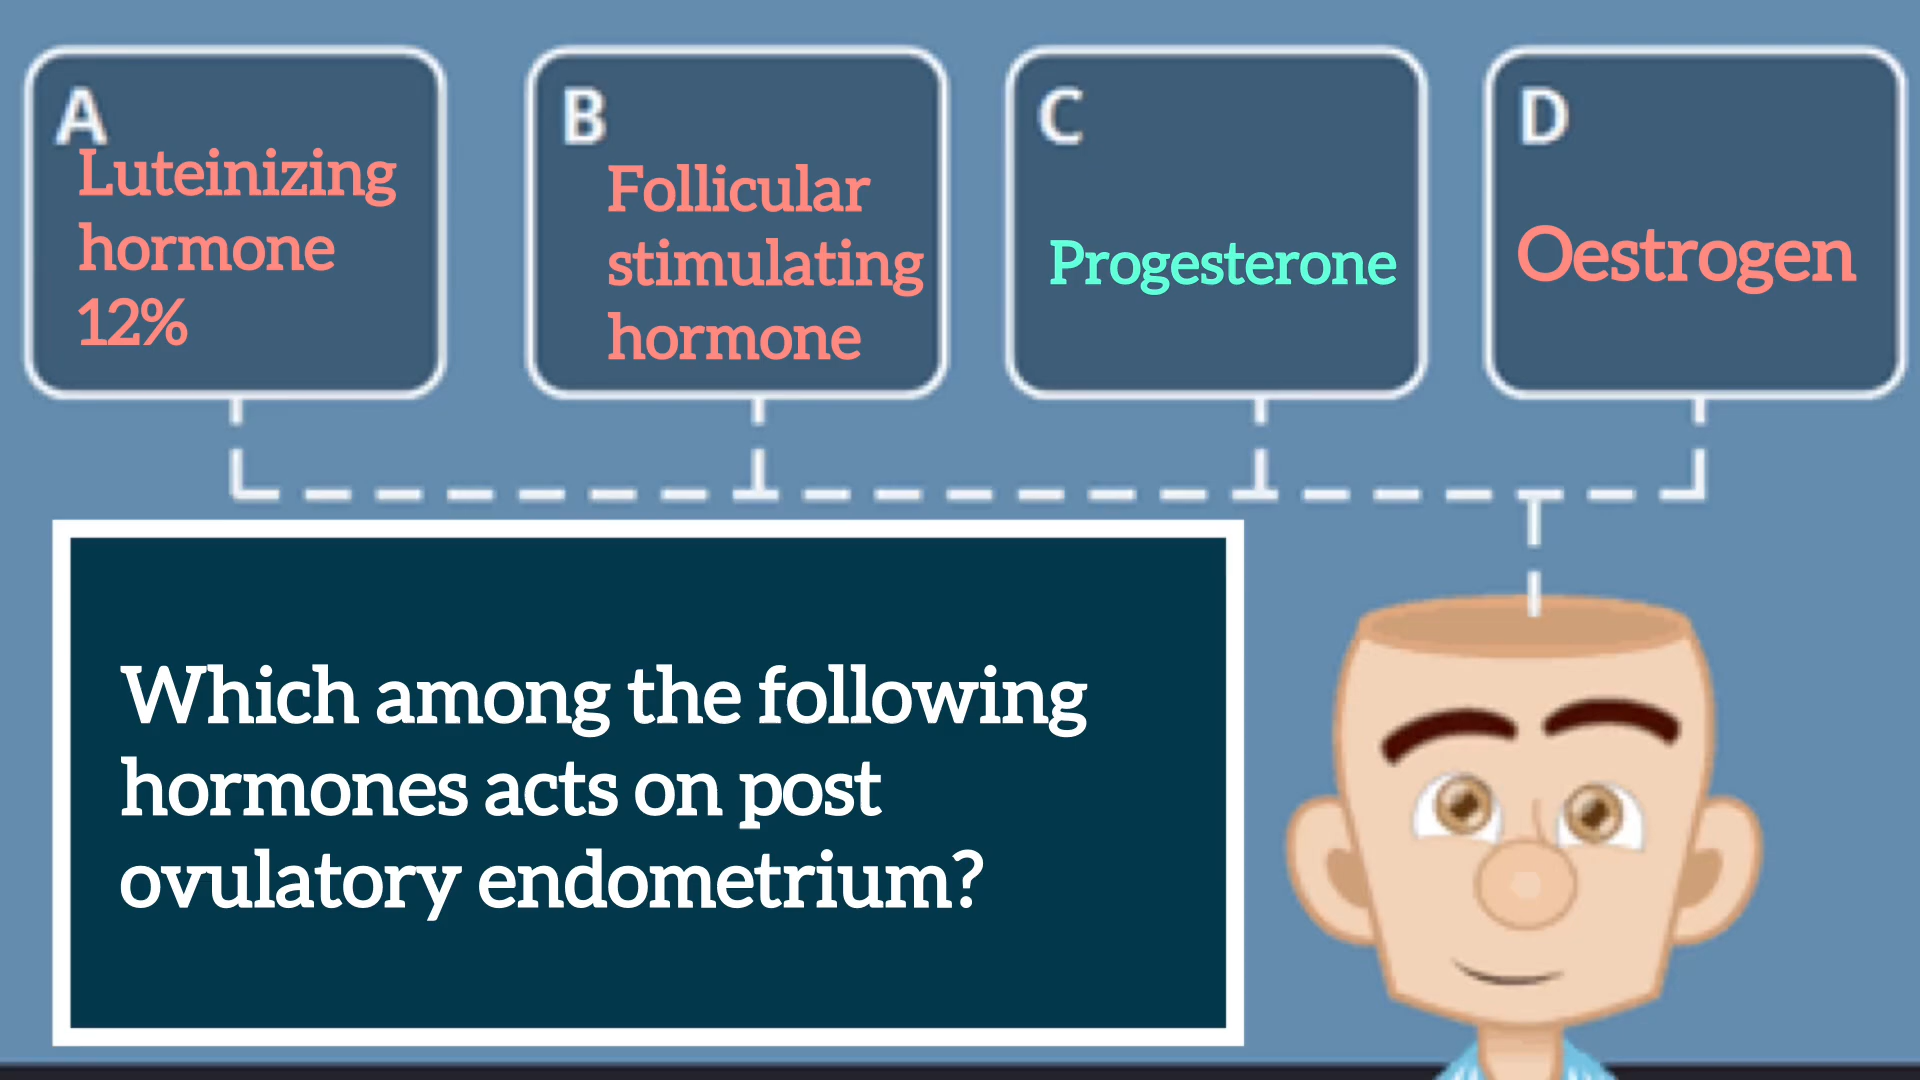 A
Luteinizing
hormone
12%
B
Follicular
stimulating
hormone
C
Progesterone
D
Oestrogen
Which among the following
hormones acts on post
ovulatory endometrium?